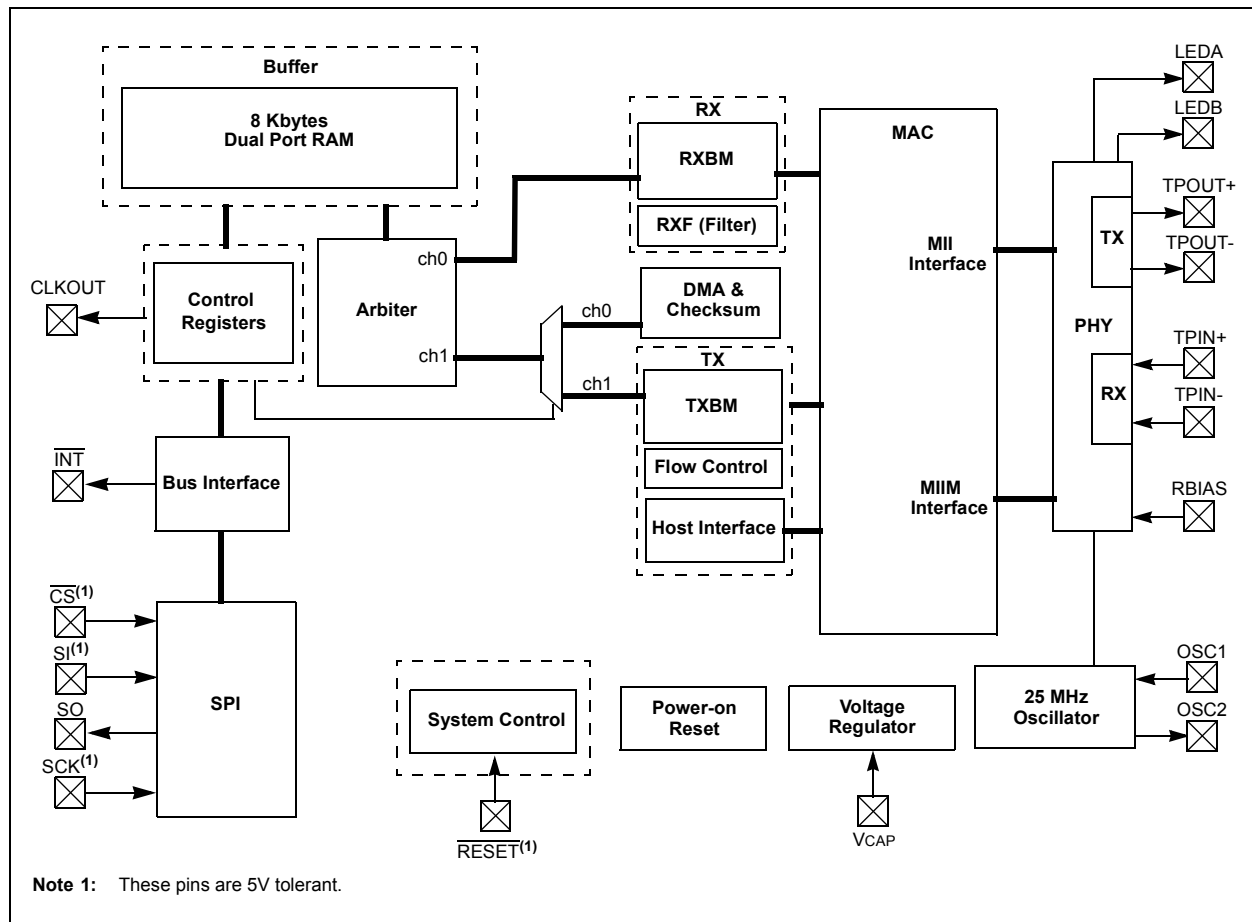 Buffer
8 Kbytes
Dual Port RAM
LEDA
LEDB
RX
RXBM
RXF (Filter)
MAC
TPOUT+
TPOUT-
TX
MII
Interface
CLKOUT
Control
Registers
Arbiter
ch0
ch1
ch0
DMA &
Checksum
PHY
TPIN+
TPIN-
RX
ch1
TX
TXBM
Flow Control
Host Interface
INT
Bus Interface
MIIM
Interface
RBIAS
CS(1)
SI(1)
SO
SCK(1)
SPI
System Control
Power-on
Reset
Voltage
Regulator
25 MHz
Oscillator
OSC1
OSC2
RESET(1)
VCAP
Note 1: These pins are 5V tolerant.